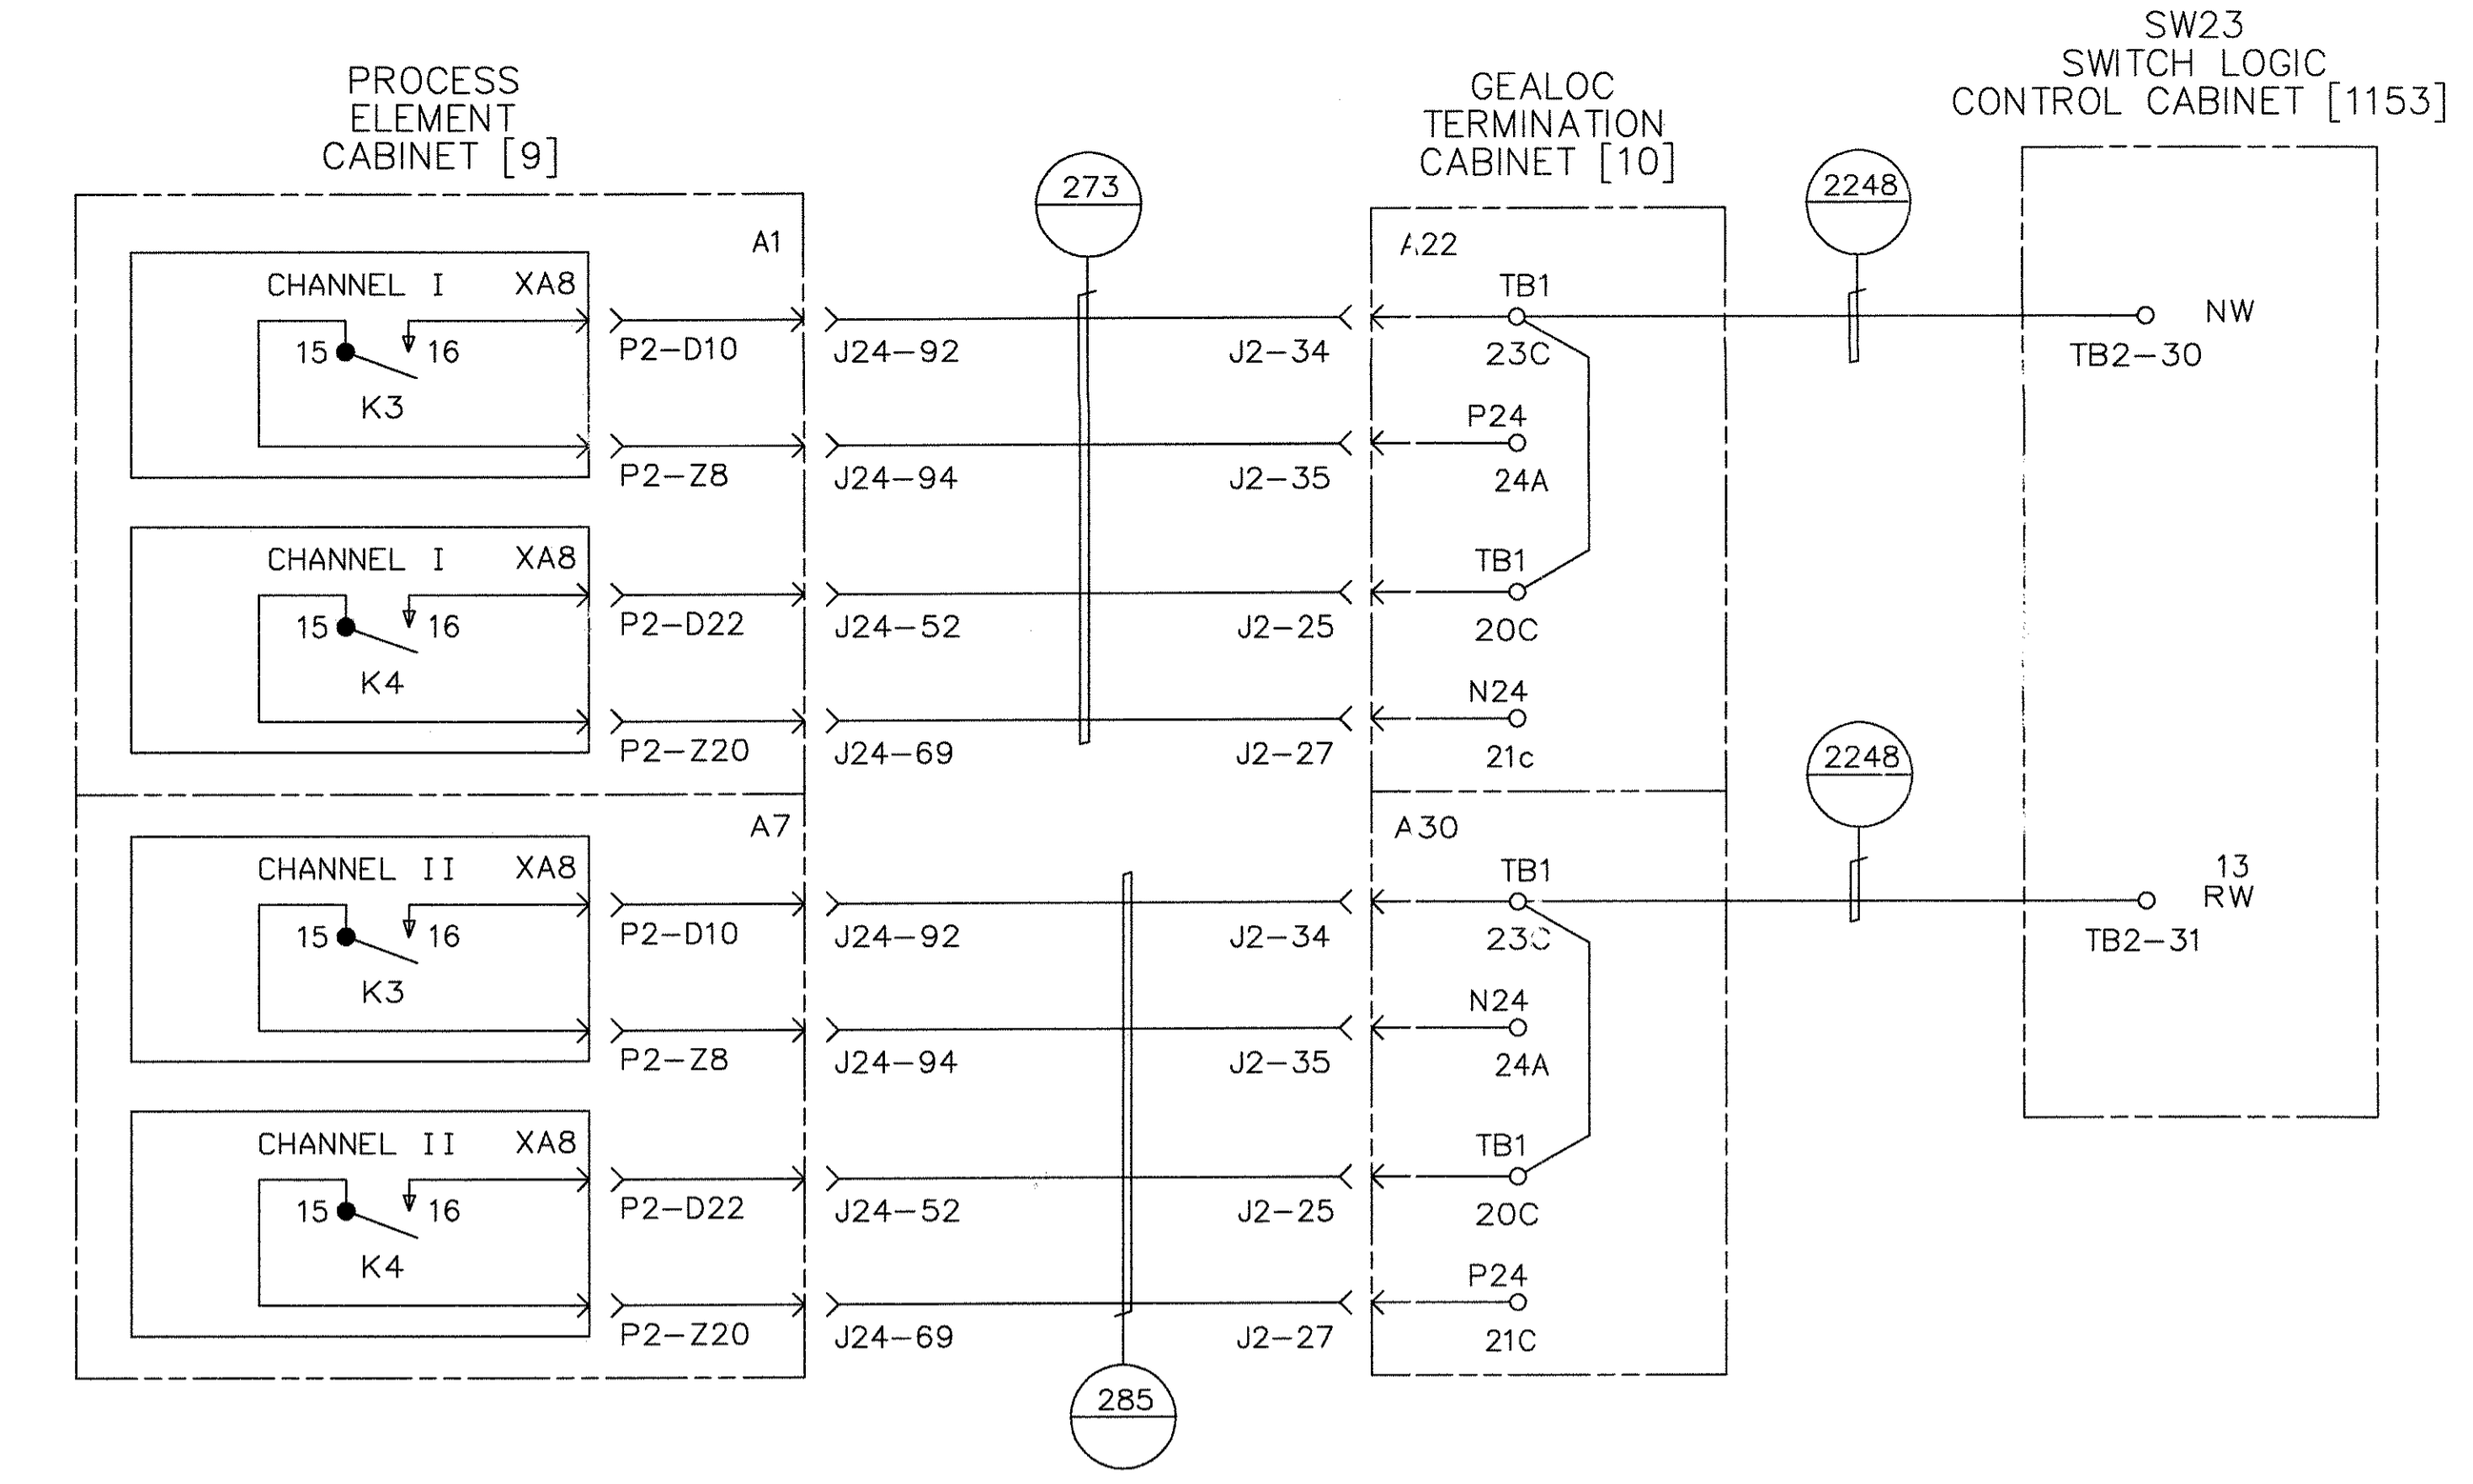 SW23
SWITCH LOGIC
CONTROL CABINET [1153]
PROCESS
ELEMENT
CABINET [9]
GEALOC
TERMINATION
CABINET [10]
273
2248
A1
A22
CHANNEL I XA8
15 16
K3
P2-D10
J24-92
J2-34
TB1
23C
NW
TB2-30
P2-Z8
J24-94
J2-35
P24
24A
CHANNEL I XA8
15 16
K4
P2-D22
J24-52
J2-25
TB1
20C
P2-Z20
J24-69
J2-27
N24
21c
2248
A7
A30
CHANNEL II XA8
15 16
K3
P2-D10
J24-92
J2-34
TB1
23C
13
RW
TB2-31
P2-Z8
J24-94
J2-35
N24
24A
CHANNEL II XA8
15 16
K4
P2-D22
J24-52
J2-25
TB1
20C
P2-Z20
J24-69
J2-27
P24
21C
285